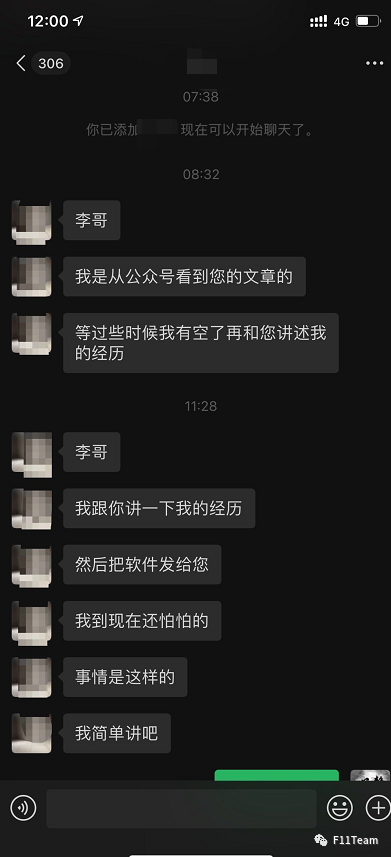 12:00
4G
306
07:38
你已添加 现在可以开始聊天了。
08:32
李哥
我是从公众号看到您的文章的
等过些时候我有空了再和您讲述我
的经历
11:28
李哥
我跟你讲一下我的经历
然后把软件发给您
我到现在还怕怕的
事情是这样的
我简单讲吧
F11Team